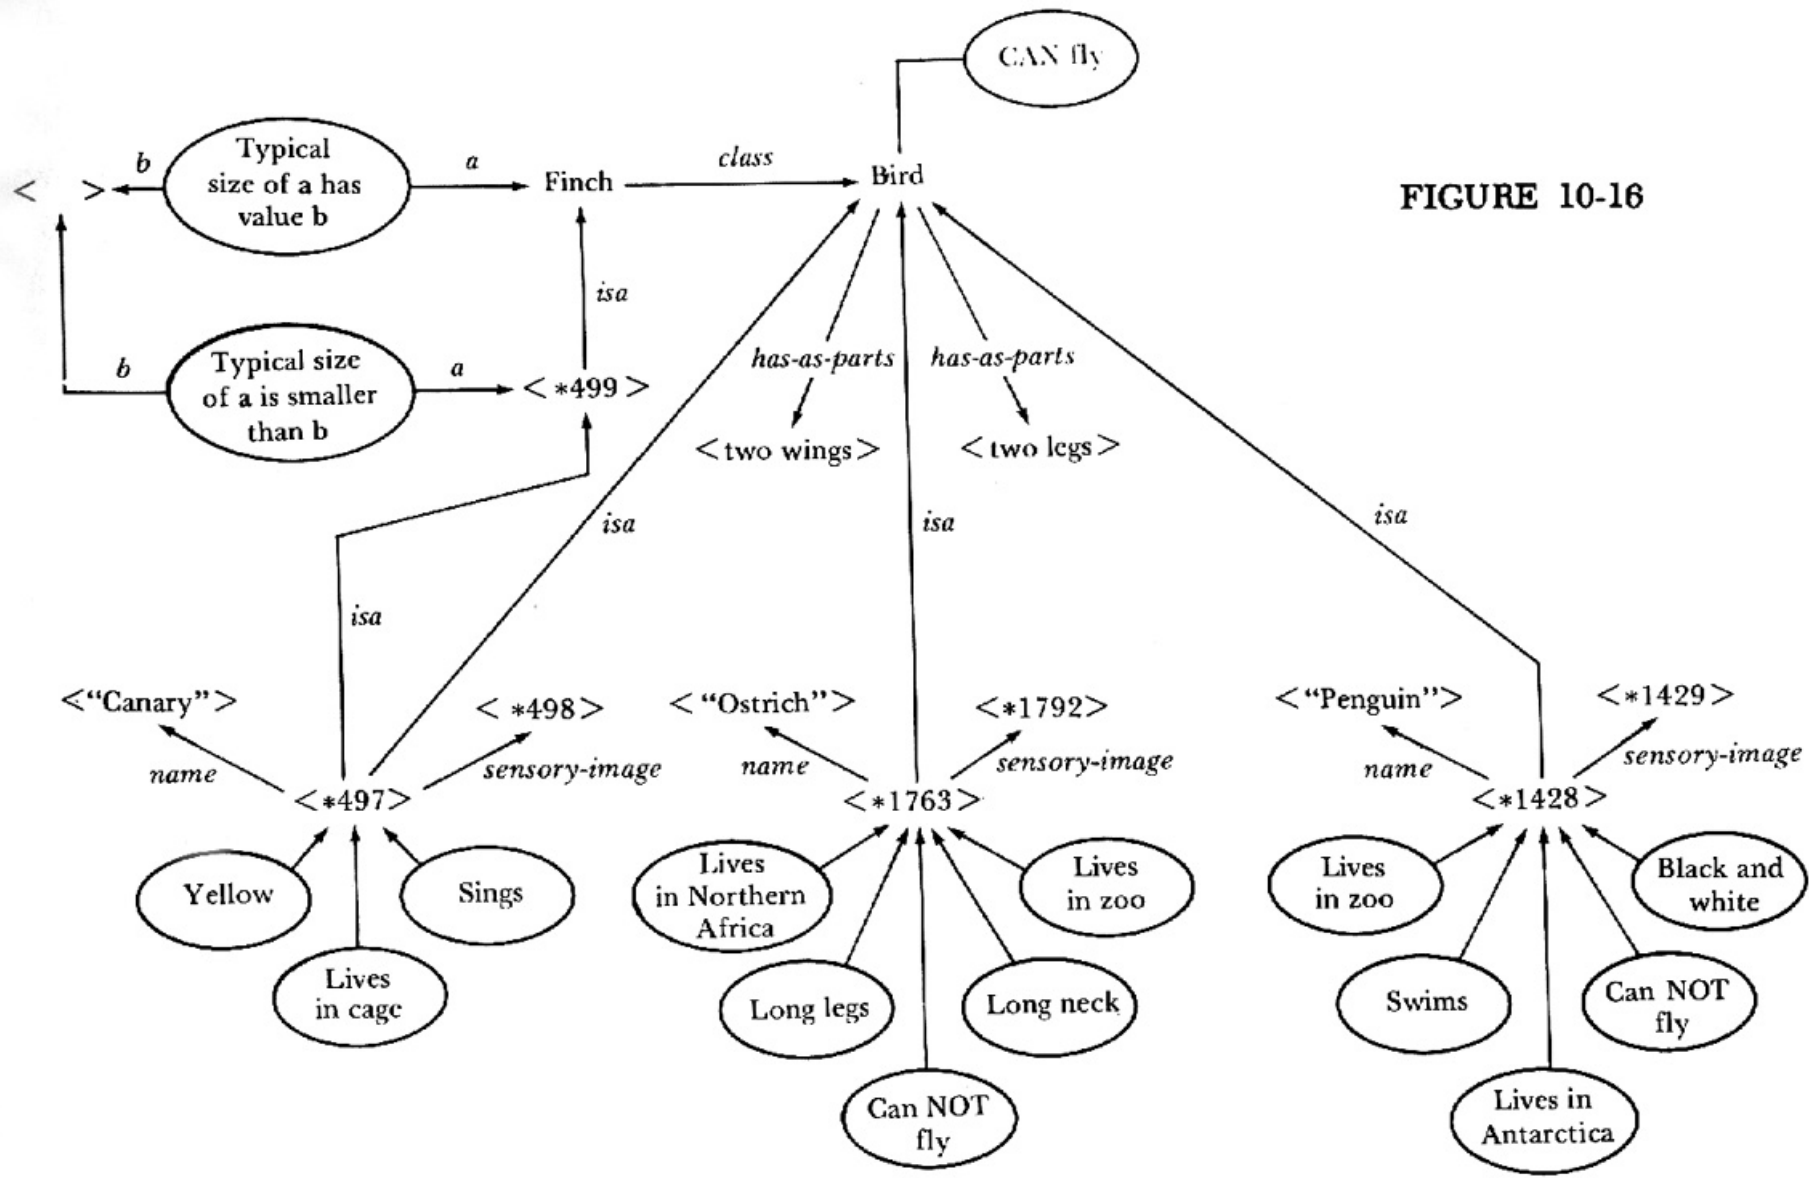 CAN fly
Typical
size of a has
value b
b
a
< >
Finch
class
Bird
FIGURE 10-16
isa
Typical size
of a is smaller
than b
b
a
<*499>
has-as-parts
has-as-parts
<two wings>
<two legs>
isa
isa
isa
isa
<"Canary">
<*498>
name
sensory-image
<*497>
Yellow
Sings
Lives
in cage
<"Ostrich">
<*1792>
name
sensory-image
<*1763>
Lives
in Northern
Africa
Lives
in zoo
Long legs
Long neck
Can NOT
fly
<"Penguin">
<*1429>
name
sensory-image
<*1428>
Lives
in zoo
Black and
white
Swims
Can NOT
fly
Lives in
Antarctica